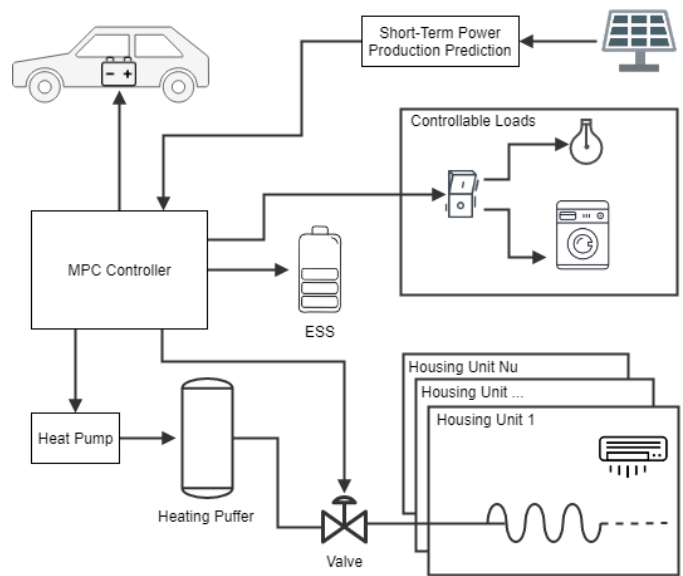 Short-Term Power
Production Prediction
Controllable Loads
MPC Controller
ESS
Housing Unit Nu
Housing Unit ...
Housing Unit 1
Heat Pump
Heating Puffer
Valve